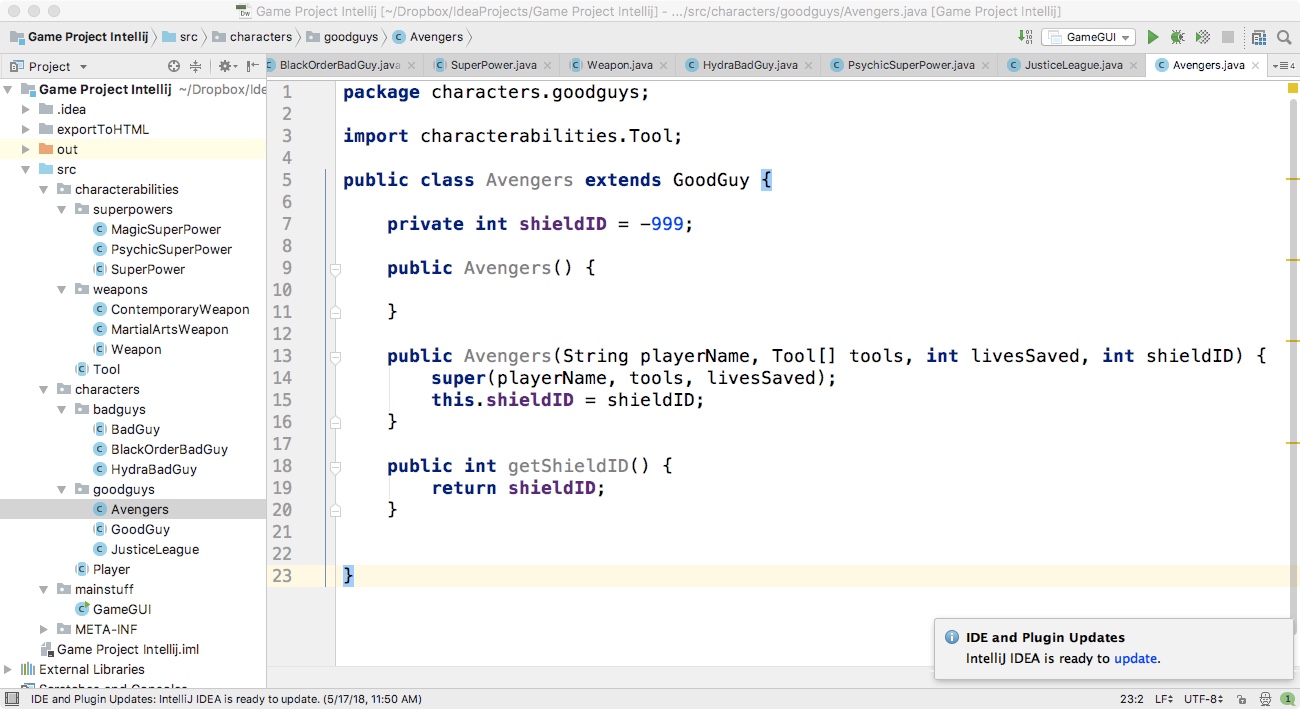 Game Project Intellij [~/Dropbox/IdeaProjects/Game Project Intellij] - .../src/characters/goodguys/Avengers.java [Game Project Intellij]
Game Project Intellij src characters goodguys Avengers GameGUI
Project BlackOrderBadGuy.java SuperPower.java Weapon.java HydraBadGuy.java PsychicSuperPower.java JusticeLeague.java Avengers.java 4
Game Project Intellij ~/Dropbox/Ide
.idea
exportToHTML
out
src
characterabilities
superpowers
MagicSuperPower
PsychicSuperPower
SuperPower
weapons
ContemporaryWeapon
MartialArtsWeapon
Weapon
Tool
characters
badguys
BadGuy
BlackOrderBadGuy
HydraBadGuy
goodguys
Avengers
GoodGuy
JusticeLeague
Player
mainstuff
GameGUI
META-INF
Game Project Intellij.iml
External Libraries
Scratches and Consoles
1 package characters.goodguys;
2
3 import characterabilities.Tool;
4
5 public class Avengers extends GoodGuy {
6
7 private int shieldID = -999;
8
9 public Avengers() {
10
11 }
12
13 public Avengers(String playerName, Tool[] tools, int livesSaved, int shieldID) {
14 super(playerName, tools, livesSaved);
15 this.shieldID = shieldID;
16 }
17
18 public int getShieldID() {
19 return shieldID;
20 }
21
22
23 }
IDE and Plugin Updates
IntelliJ IDEA is ready to update.
IDE and Plugin Updates: IntelliJ IDEA is ready to update. (5/17/18, 11:50 AM) 23:2 LF UTF-8 1